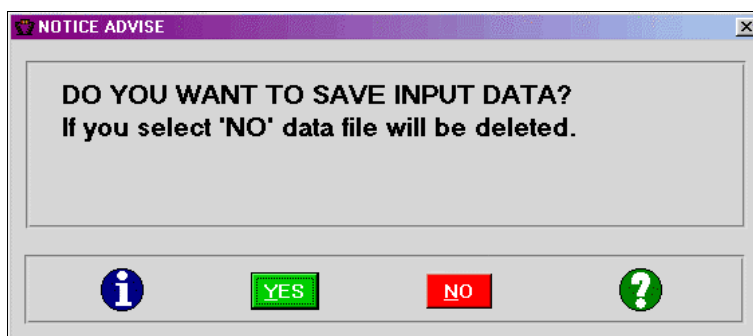 NOTICE ADVISE
DO YOU WANT TO SAVE INPUT DATA?
If you select 'NO' data file will be deleted.
YES
NO